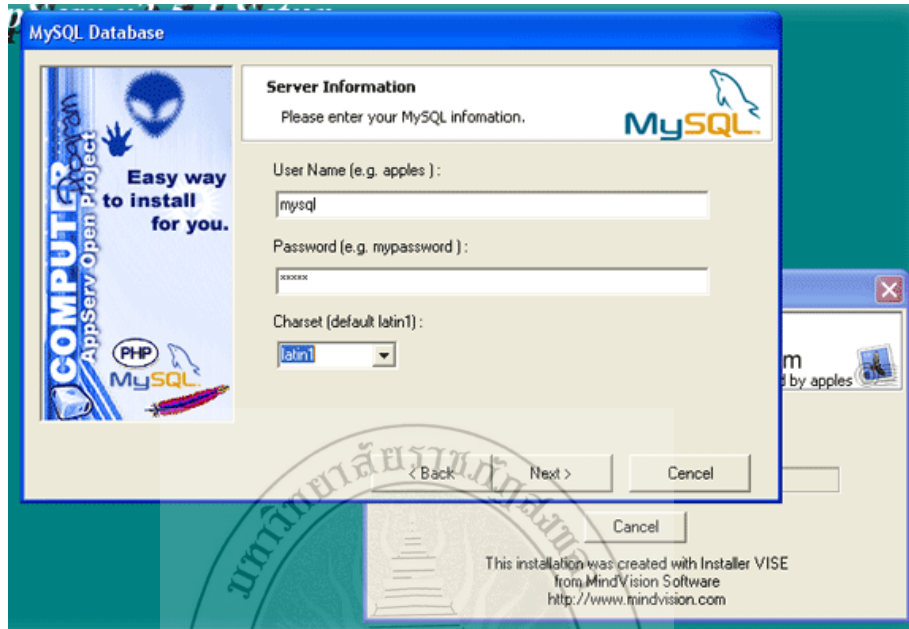 MySQL Database
Server Information
Please enter your MySQL infomation.
MySQL
COMPUTER
Program
AppServ Open Project
Easy way
to install
for you.
PHP
MySQL
User Name (e.g. apples ) :
mysql
Password (e.g. mypassword ) :
xxxxx
Charset (default latin1) :
latin1
< Back
Next >
Cencel
m
d by apples
Cancel
This installation was created with Installer VISE
from MindVision Software
http://www.mindvision.com